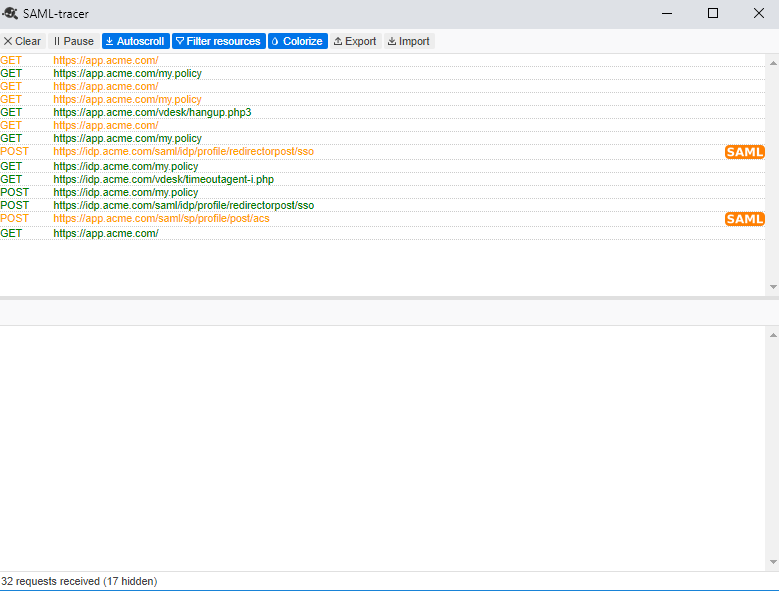 SAML-tracer
Clear Pause Autoscroll Filter resources Colorize Export Import
GET https://app.acme.com/
GET https://app.acme.com/my.policy
GET https://app.acme.com/
GET https://app.acme.com/my.policy
GET https://app.acme.com/vdesk/hangup.php3
GET https://app.acme.com/
GET https://app.acme.com/my.policy
POST https://idp.acme.com/saml/idp/profile/redirectorpost/sso SAML
GET https://idp.acme.com/my.policy
GET https://idp.acme.com/vdesk/timeoutagent-i.php
POST https://idp.acme.com/my.policy
POST https://idp.acme.com/saml/idp/profile/redirectorpost/sso
POST https://app.acme.com/saml/sp/profile/post/acs SAML
GET https://app.acme.com/
32 requests received (17 hidden)